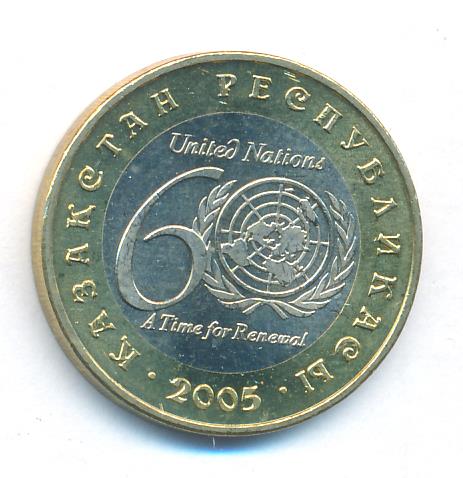 ҚАЗАҚСТАН РЕСПУБЛИКАСЫ
United Nations
60
A Time for Renewal
· 2005 ·